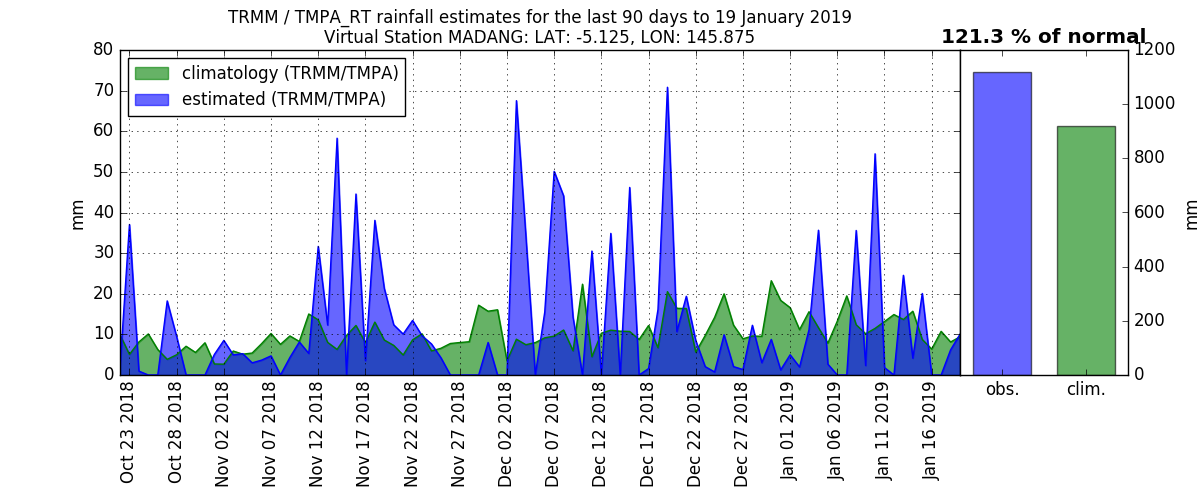 TRMM / TMPA_RT rainfall estimates for the last 90 days to 19 January 2019
Virtual Station MADANG: LAT: -5.125, LON: 145.875
121.3 % of normal
climatology (TRMM/TMPA)
estimated (TRMM/TMPA)
80
70
60
50
40
30
20
10
0
mm
1200
1000
800
600
400
200
0
mm
obs.
clim.
Oct 23 2018
Oct 28 2018
Nov 02 2018
Nov 07 2018
Nov 12 2018
Nov 17 2018
Nov 22 2018
Nov 27 2018
Dec 02 2018
Dec 07 2018
Dec 12 2018
Dec 17 2018
Dec 22 2018
Dec 27 2018
Jan 01 2019
Jan 06 2019
Jan 11 2019
Jan 16 2019